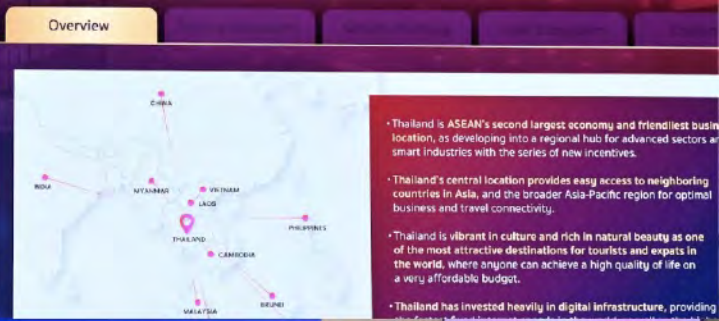 Overview
CHINA
INDIA
MYANMAR
VIETNAM
LAOS
THAILAND
PHILIPPINES
CAMBODIA
MALAYSIA
BRUNEI
• Thailand is ASEAN's second largest economy and friendliest busin
location, as developing into a regional hub for advanced sectors an
smart industries with the series of new incentives.
• Thailand's central location provides easy access to neighboring
countries in Asia, and the broader Asia-Pacific region for optimal
business and travel connectivity.
• Thailand is vibrant in culture and rich in natural beauty as one
of the most attractive destinations for tourists and expats in
the world, where anyone can achieve a high quality of life on
a very affordable budget.
• Thailand has invested heavily in digital infrastructure, providing